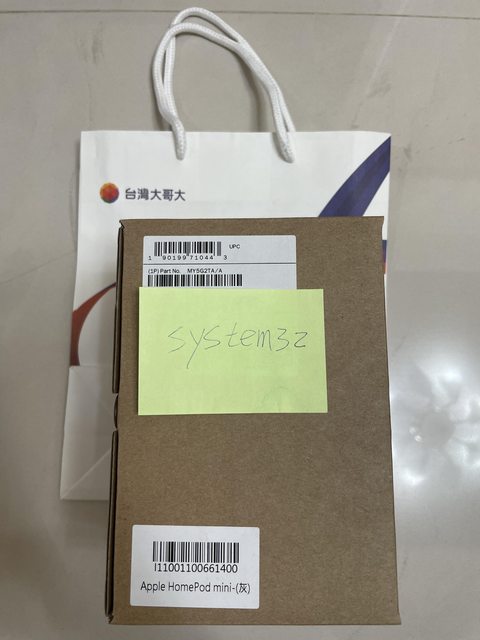 台灣大哥大
UPC
1 90199 71044 3
(1P) Part No. MY5G2TA/A
system32
I11001100661400
Apple HomePod mini-(灰)